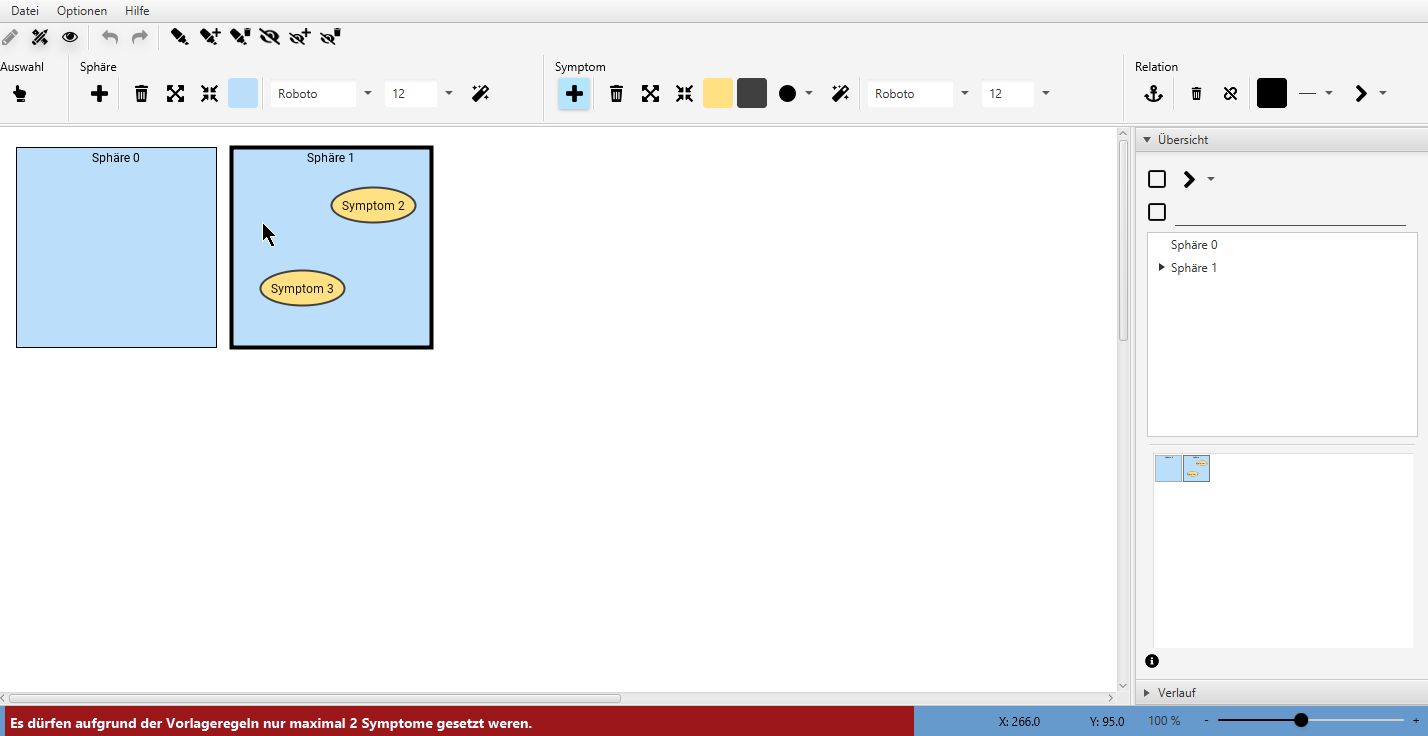 Datei Optionen Hilfe
Auswahl Sphäre Symptom Relation
Roboto 12 Roboto 12
Übersicht
Sphäre 0 Sphäre 1
Symptom 2
Symptom 3
Sphäre 0
Sphäre 1
Verlauf
Es dürfen aufgrund der Vorlageregeln nur maximal 2 Symptome gesetzt weren. X: 266.0 Y: 95.0 100 % - +